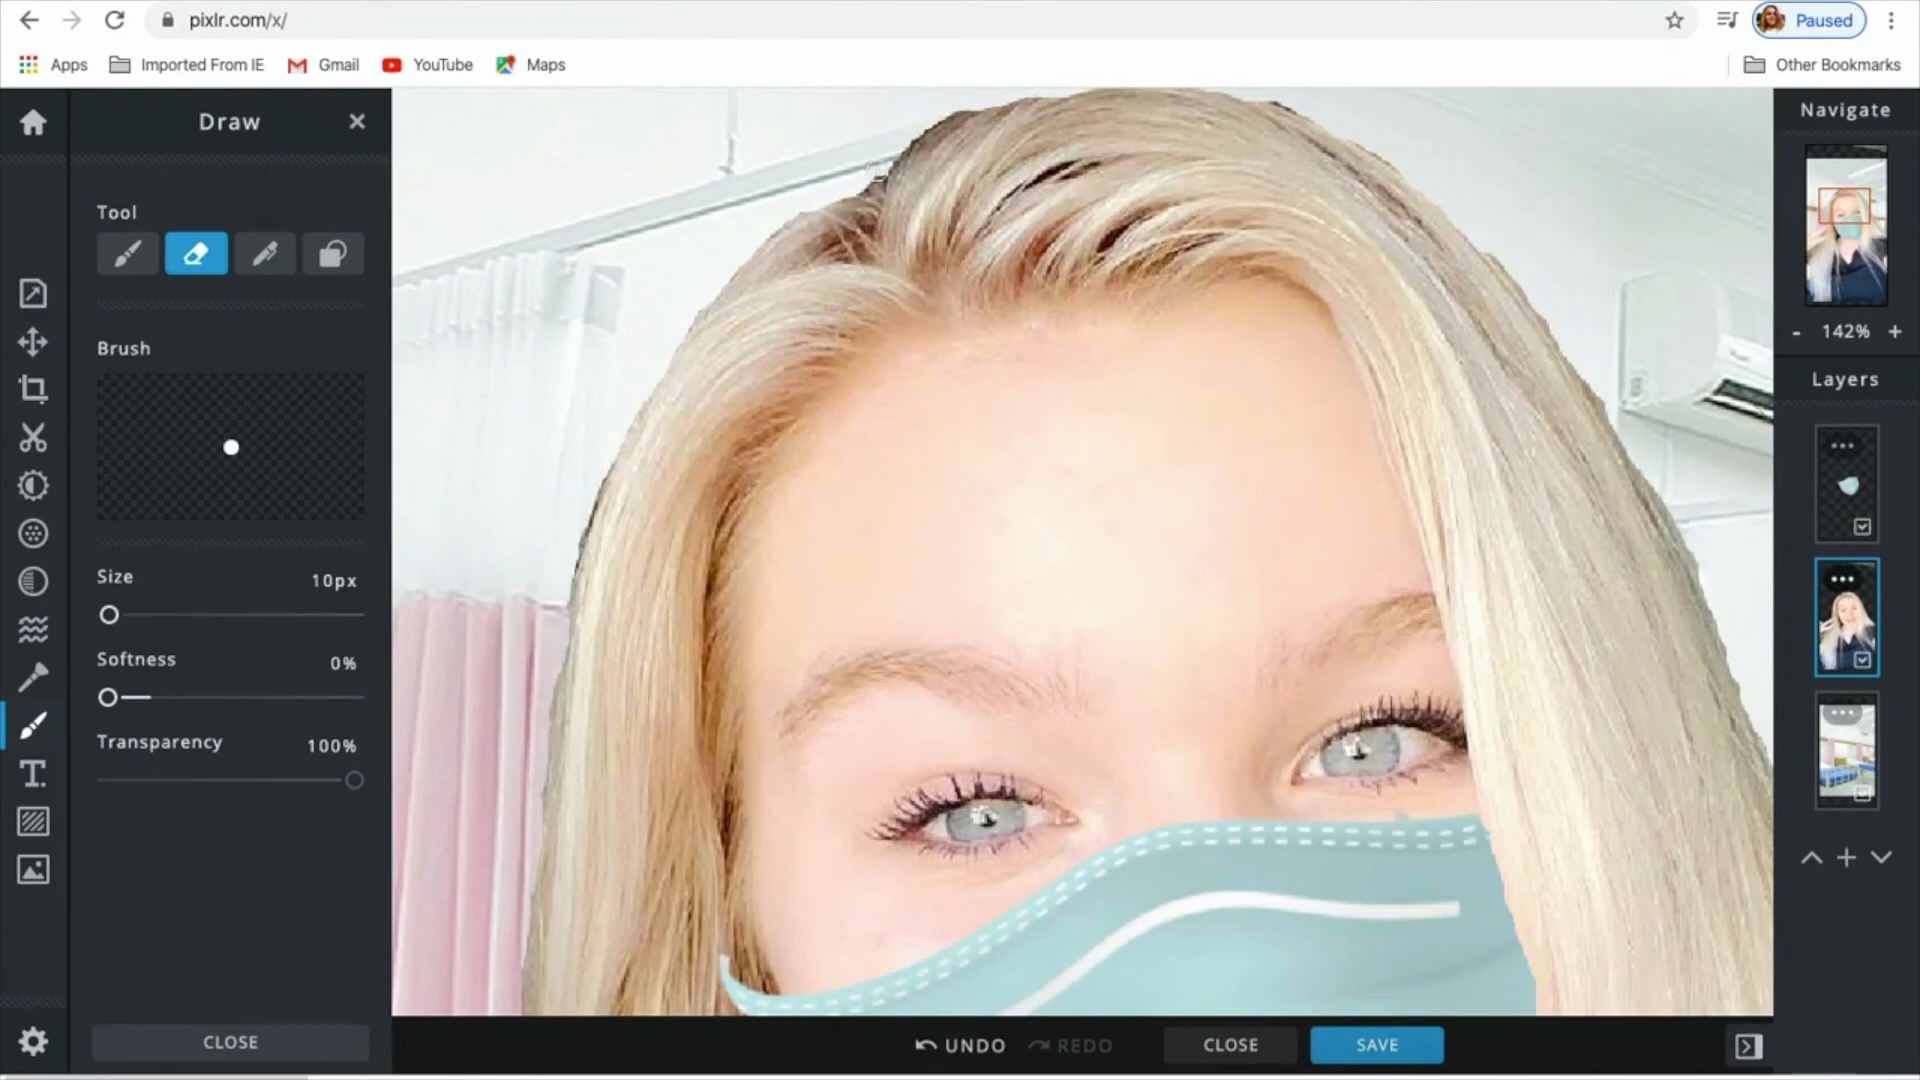 pixlr.com/x/
Paused
Apps
Imported From IE
Gmail
YouTube
Maps
Other Bookmarks
Draw
Navigate
Tool
142%
Brush
Layers
Size
10px
Softness
0%
Transparency
100%
T.
CLOSE
UNDO
REDO
CLOSE
SAVE